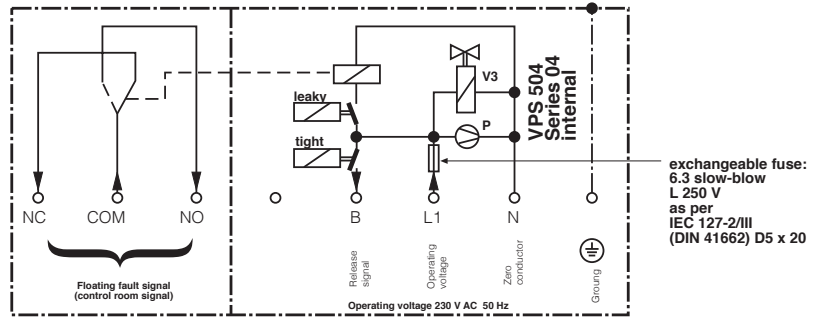 leaky
V3
VPS 504
Series 04
internal
tight
P
exchangeable fuse:
6.3 slow-blow
L 250 V
as per
IEC 127-2/III
(DIN 41662) D5 x 20
NC
COM
NO
B
L1
N
Release
signal
Operating
voltage
Zero
conductor
Groung
Floating fault signal
(control room signal)
Operating voltage 230 V AC 50 Hz